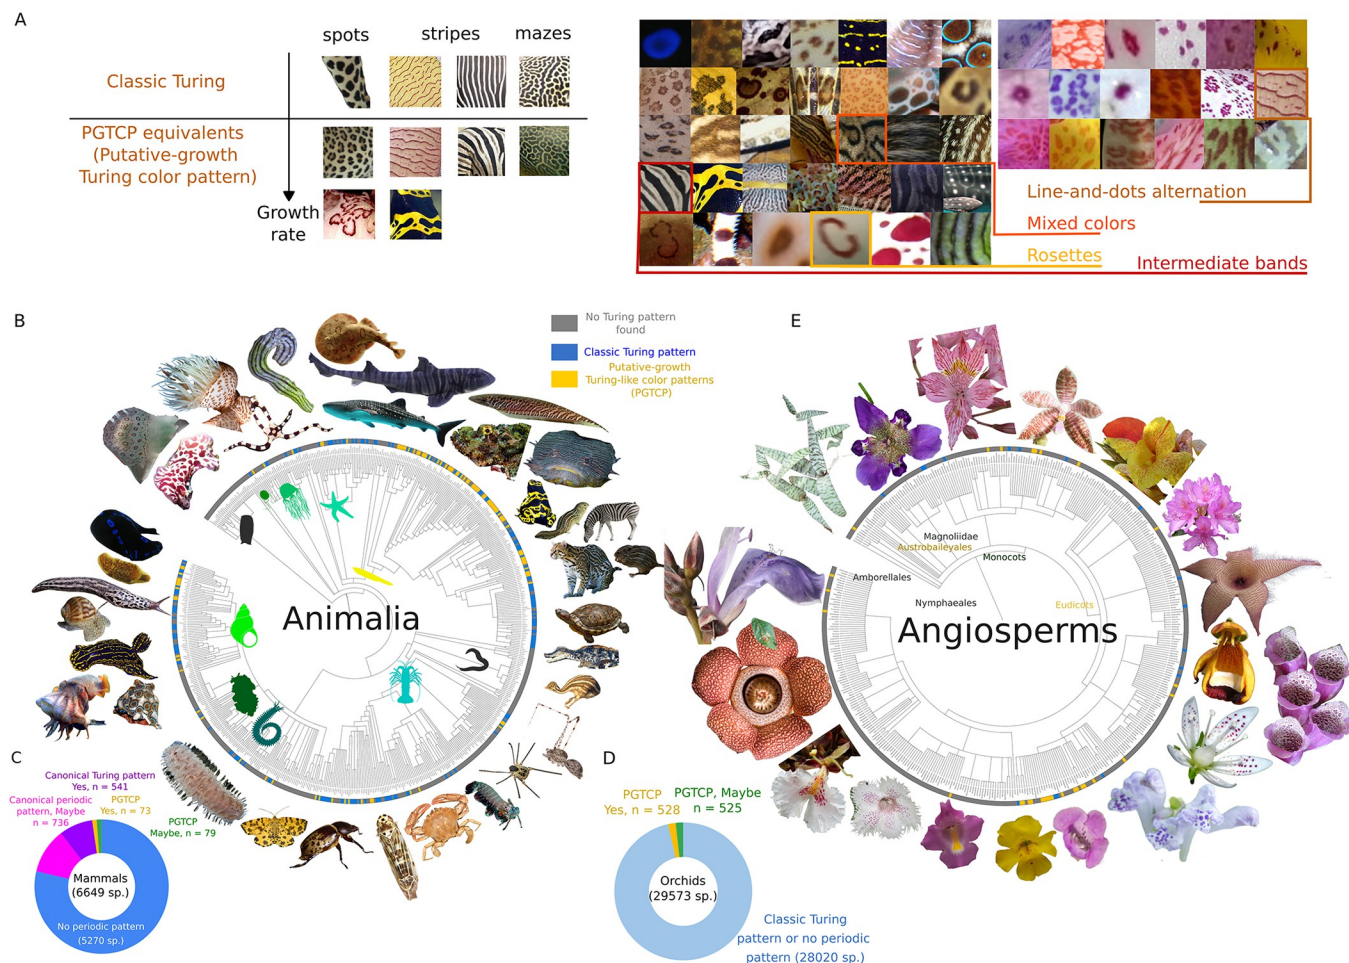 A
spots
stripes
mazes
Classic Turing
PGTCP equivalents
(Putative-growth
Turing color pattern)
Growth
rate
Line-and-dots alternation
Mixed colors
Rosettes
Intermediate bands
B
No Turing pattern
found
Classic Turing pattern
Putative-growth
Turing-like color patterns
(PGTCP)
Animalia
E
Magnoliidae
Austrobaileyales
Monocots
Amborellales
Nymphaeales
Eudicots
Angiosperms
C
Canonical Turing pattern
Yes, n = 541
Canonical periodic
pattern, Maybe
n = 736
PGTCP
Yes, n = 73
PGTCP
Maybe, n = 79
Mammals
(6649 sp.)
No periodic pattern
(5270 sp.)
D
PGTCP
Yes, n = 528
PGTCP, Maybe
n = 525
Orchids
(29573 sp.)
Classic Turing
pattern or no periodic
pattern (28020 sp.)